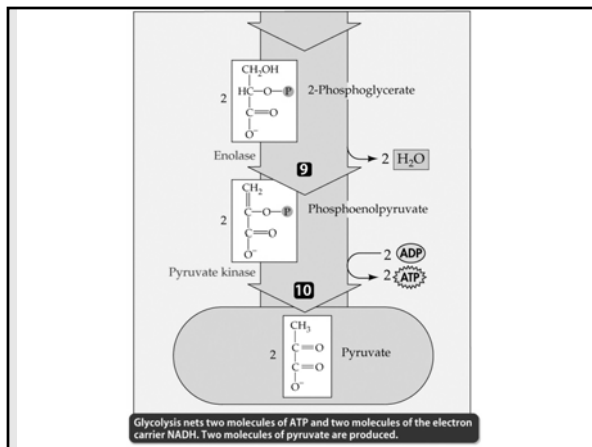 CH₂OH
2 HC—O—P 2-Phosphoglycerate
C=O
O⁻
Enolase
2 H₂O
9
CH₂
2 C—O—P Phosphoenolpyruvate
C=O
O⁻
2 ADP
Pyruvate kinase
2 ATP
10
CH₃
2 C=O Pyruvate
C=O
O⁻
Glycolysis nets two molecules of ATP and two molecules of the electron
carrier NADH. Two molecules of pyruvate are produced.